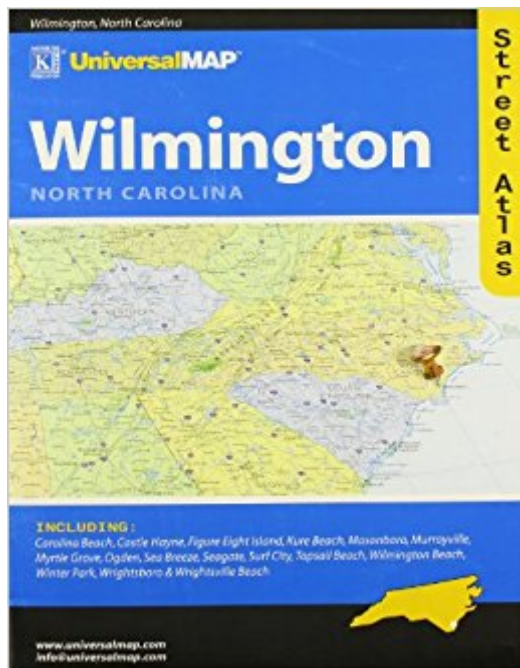 Wilmington, North Carolina
K UniversalMAP™
Wilmington
NORTH CAROLINA
Street Atlas
INCLUDING:
Carolina Beach, Castle Hayne, Figure Eight Island, Kure Beach, Masonboro, Murrayville,
Myrtle Grove, Ogden, Sea Breeze, Seagate, Surf City, Topsail Beach, Wilmington Beach,
Winter Park, Wrightsboro & Wrightsville Beach
www.universalmap.com
info@universalmap.com